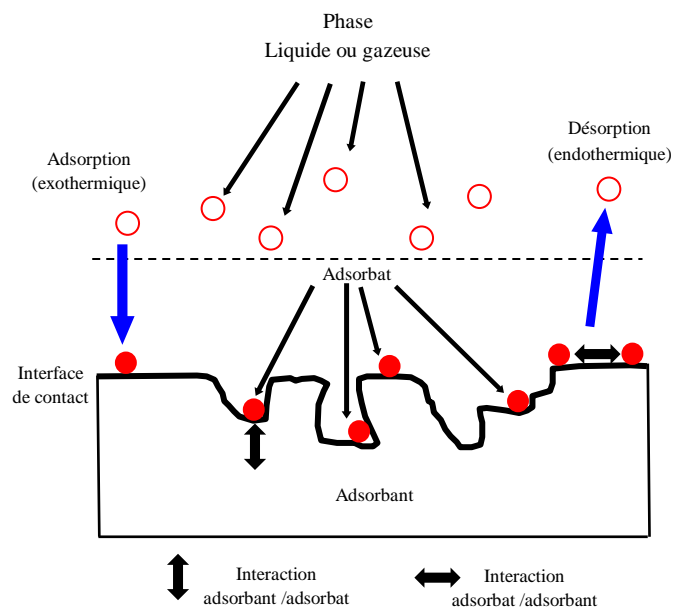 Phase
Liquide ou gazeuse
Adsorption
(exothermique)
Désorption
(endothermique)
Adsorbat
Interface
de contact
Adsorbant
Interaction
adsorbant /adsorbat
Interaction
adsorbat /adsorbant